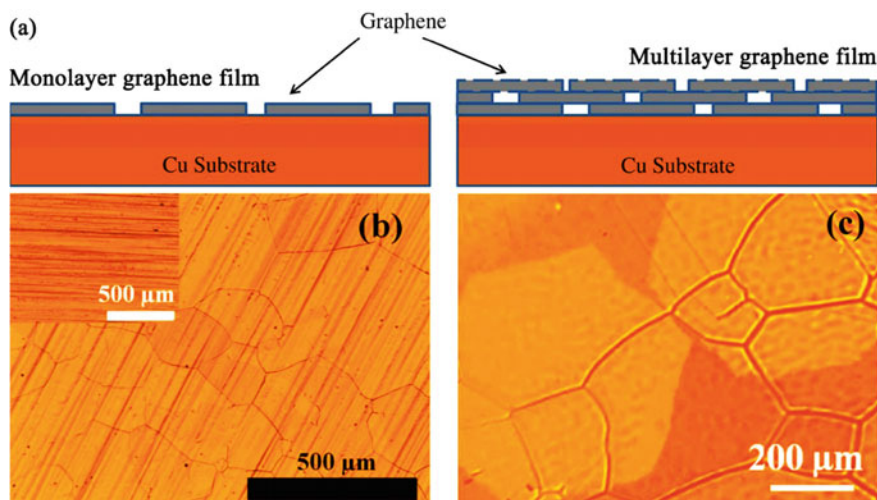 (a)
Graphene
Monolayer graphene film
Multilayer graphene film
Cu Substrate
Cu Substrate
(b)
500 μm
500 μm
(c)
200 μm